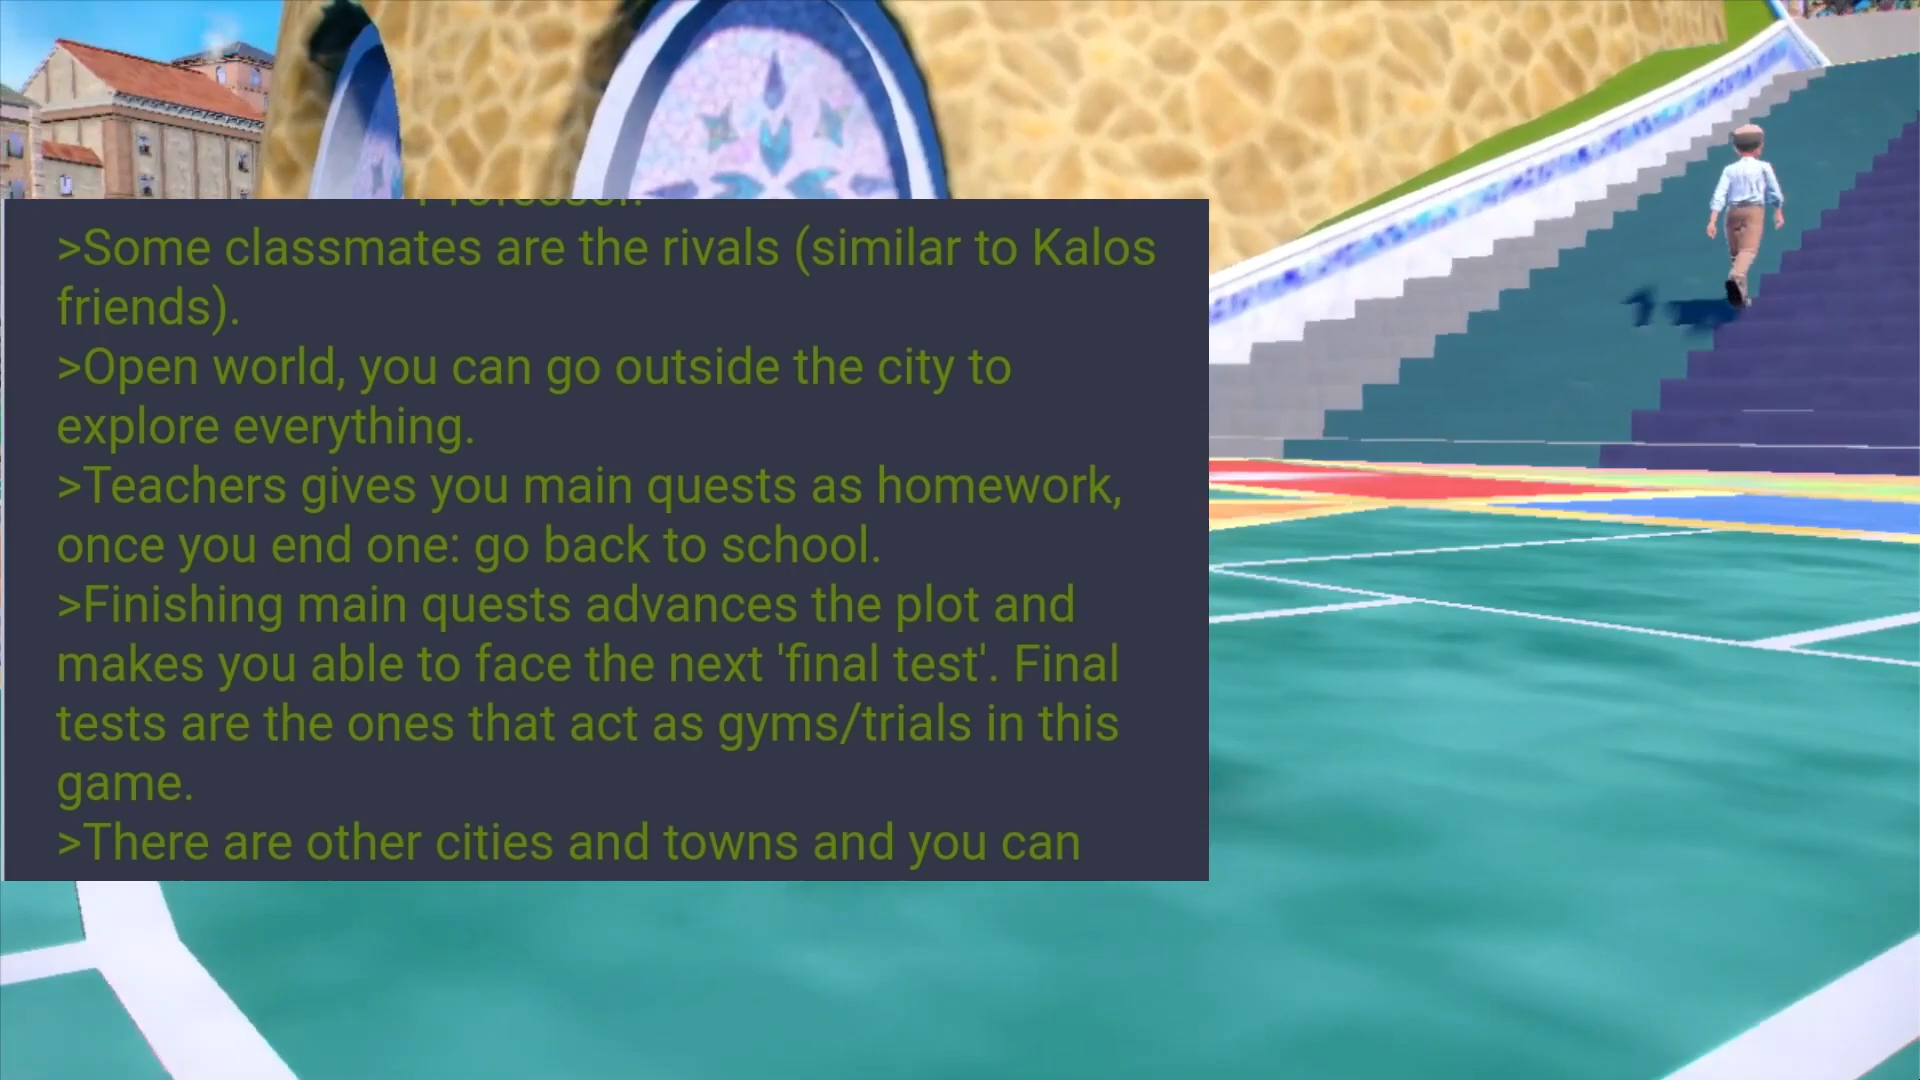 >Some classmates are the rivals (similar to Kalos
friends).
>Open world, you can go outside the city to
explore everything.
>Teachers gives you main quests as homework,
once you end one: go back to school.
>Finishing main quests advances the plot and
makes you able to face the next 'final test'. Final
tests are the ones that act as gyms/trials in this
game.
>There are other cities and towns and you can